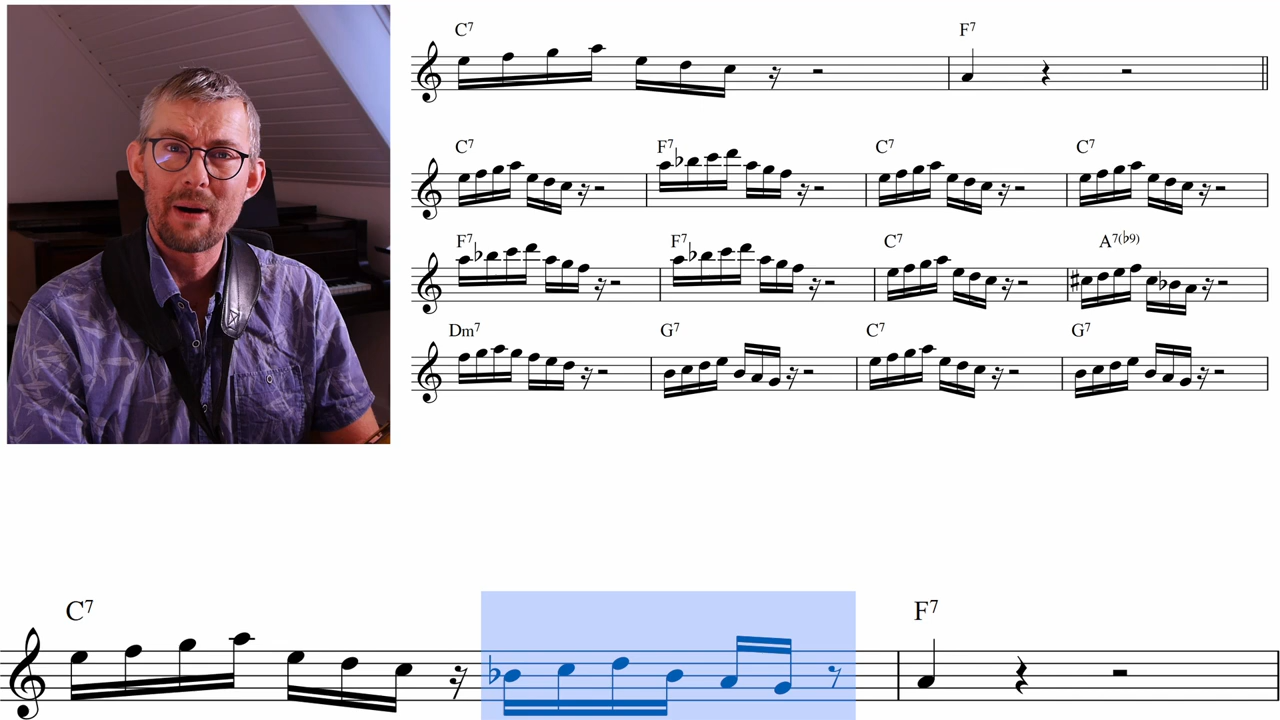 C7 F7
C7 F7 C7 C7
F7 F7 C7 A7(♭9)
Dm7 G7 C7 G7
C7 F7